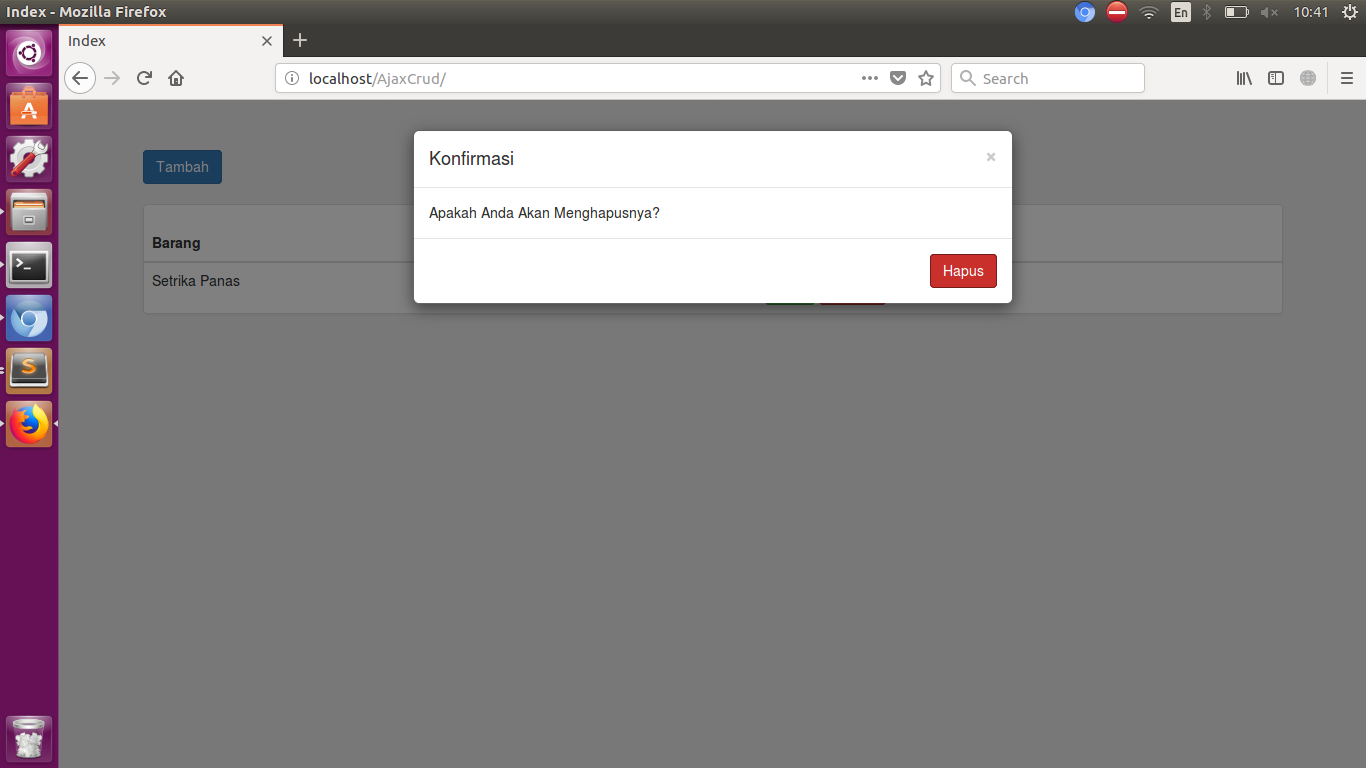 Index - Mozilla Firefox
En
10:41
Index
localhost/AjaxCrud/
Search
Tambah
Konfirmasi
×
Apakah Anda Akan Menghapusnya?
Hapus
Barang
Setrika Panas